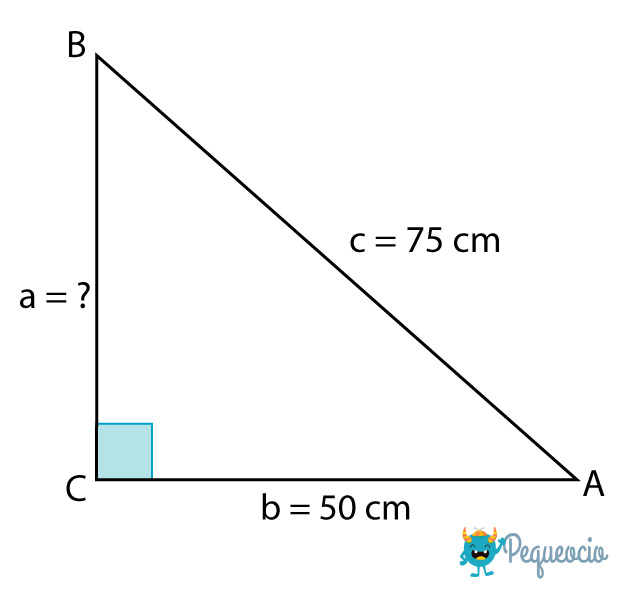 B
c = 75 cm
a = ?
C
A
b = 50 cm
Pequeocio